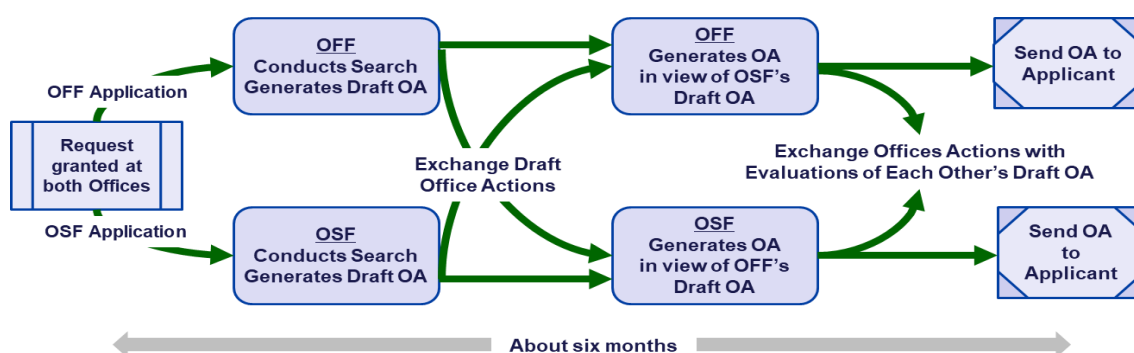 OFF Application
Request
granted at
both Offices
OSF Application
OFF
Conducts Search
Generates Draft OA
OSF
Conducts Search
Generates Draft OA
Exchange Draft
Office Actions
OFF
Generates OA
in view of OSF's
Draft OA
OSF
Generates OA
in view of OFF's
Draft OA
Send OA to
Applicant
Exchange Offices Actions with
Evaluations of Each Other's Draft OA
Send OA
to
Applicant
About six months